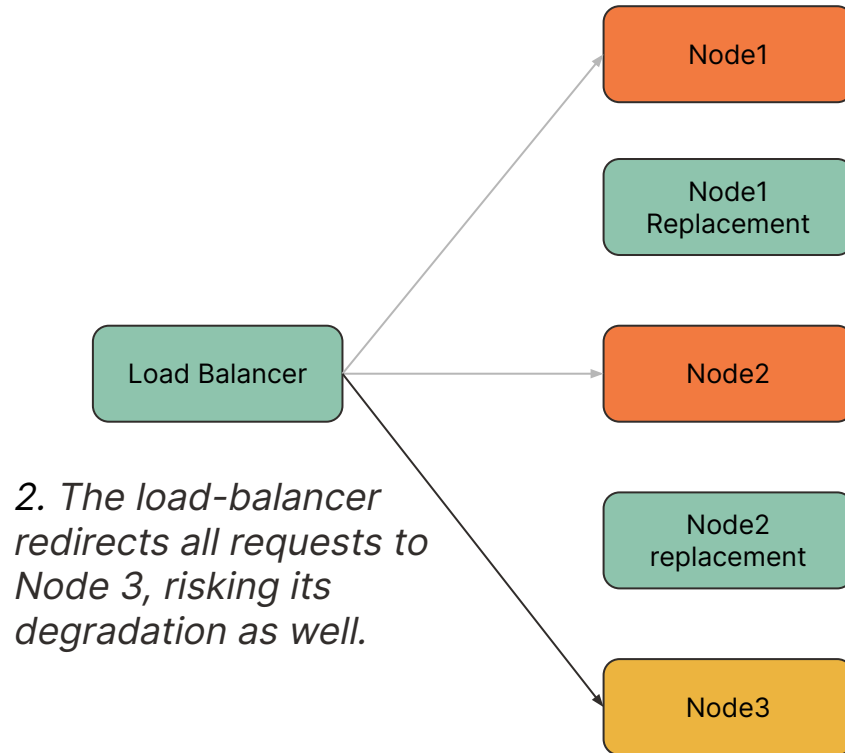 Node1
Node1
Replacement
Load Balancer
Node2
2. The load-balancer
redirects all requests to
Node 3, risking its
degradation as well.
Node2
replacement
Node3